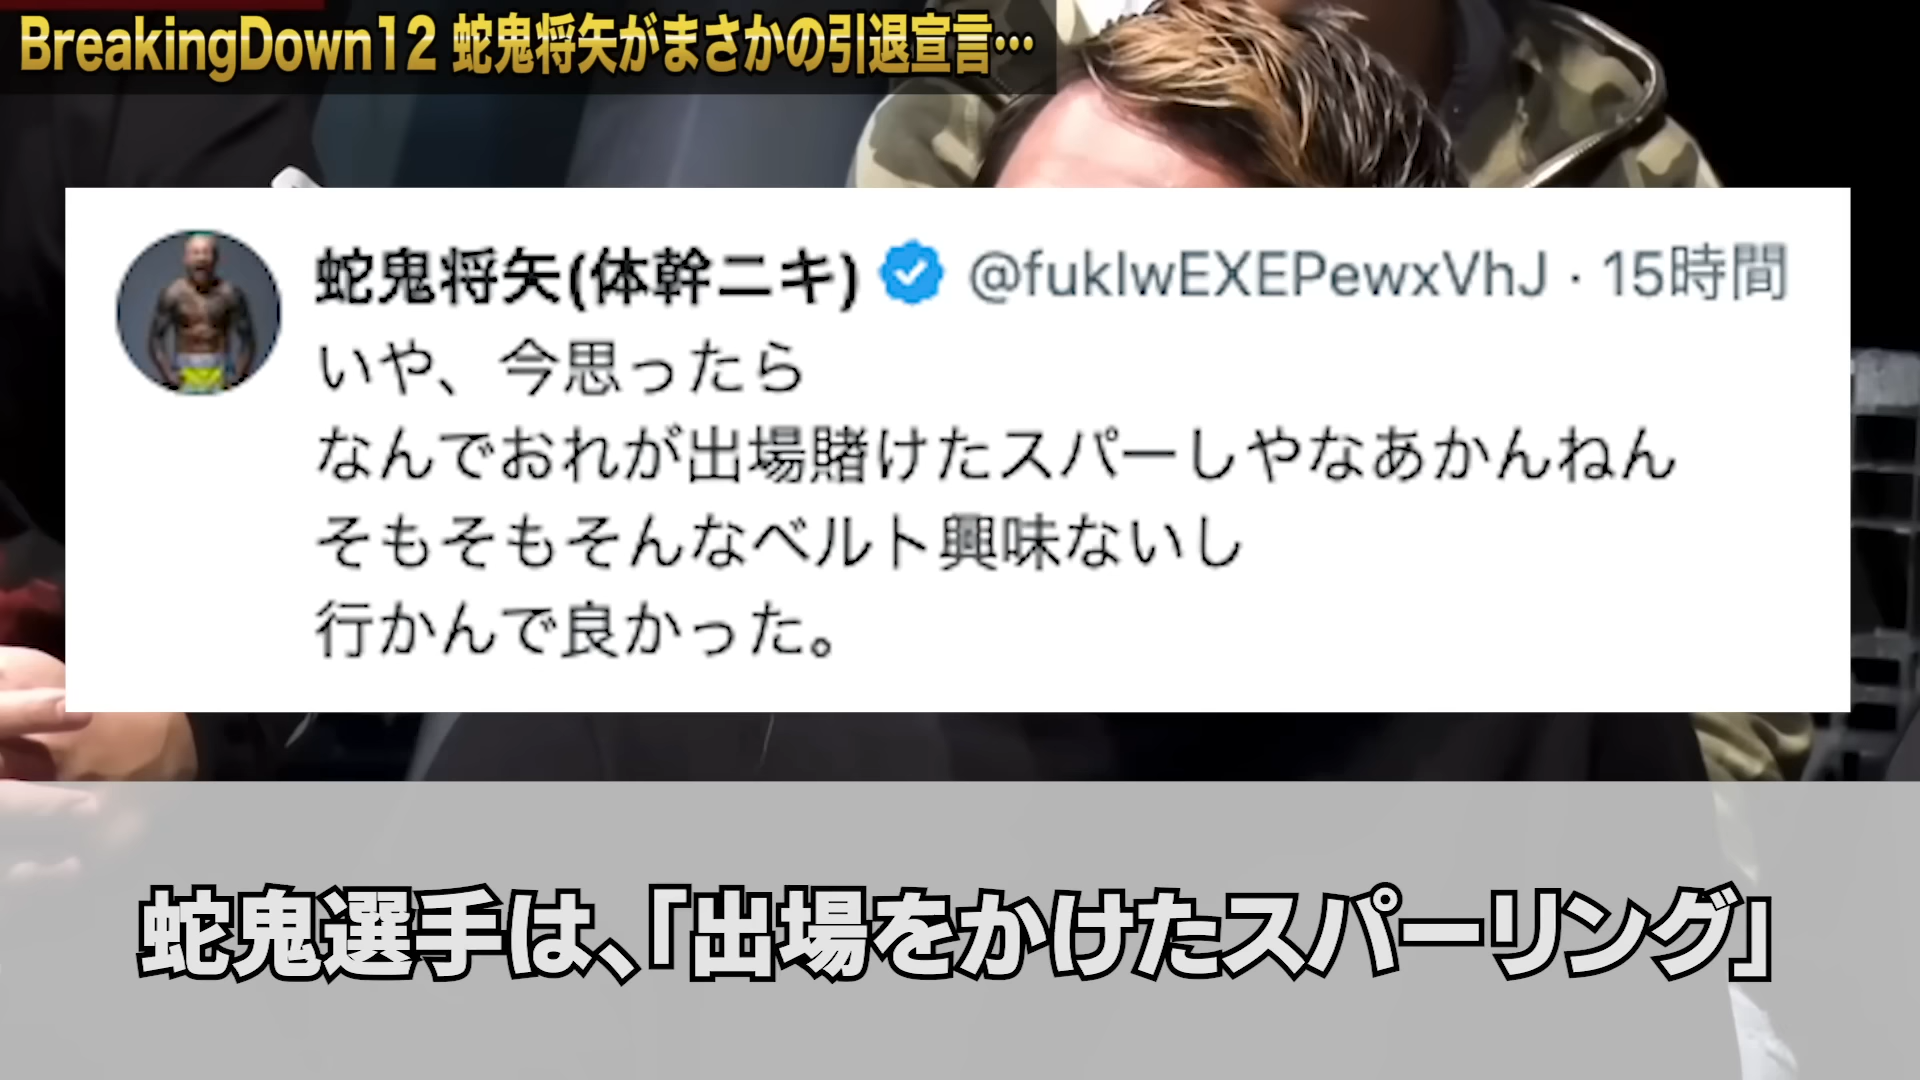 BreakingDown12 蛇鬼将矢がまさかの引退宣言…
蛇鬼将矢(体幹ニキ) @fuklwEXEPewxVhJ · 15時間
いや、今思ったら
なんでおれが出場賭けたスパーしやなあかんねん
そもそもそんなベルト興味ないし
行かんで良かった。
蛇鬼選手は、「出場をかけたスパーリング」